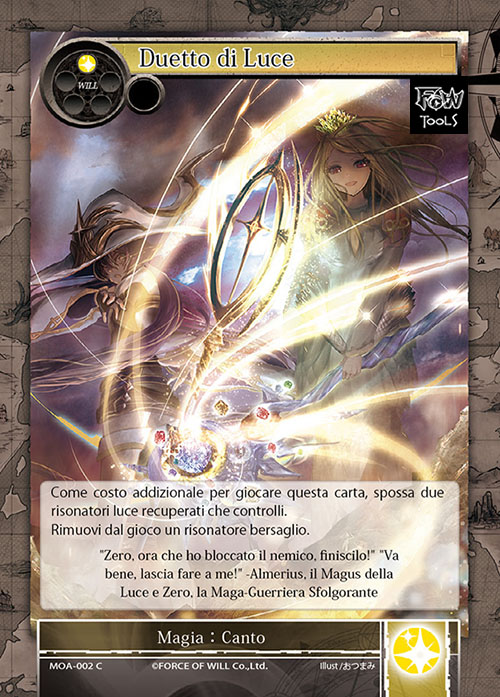 Duetto di Luce
WILL
FoW
TOOLS
Come costo addizionale per giocare questa carta, spossa due
risonatori luce recuperati che controlli.
Rimuovi dal gioco un risonatore bersaglio.
"Zero, ora che ho bloccato il nemico, finiscilo!" "Va
bene, lascia fare a me!" -Almerius, il Magus della
Luce e Zero, la Maga-Guerriera Sfolgorante
Magia : Canto
MOA-002 C ©FORCE OF WILL Co.,Ltd. Illust /おつまみ